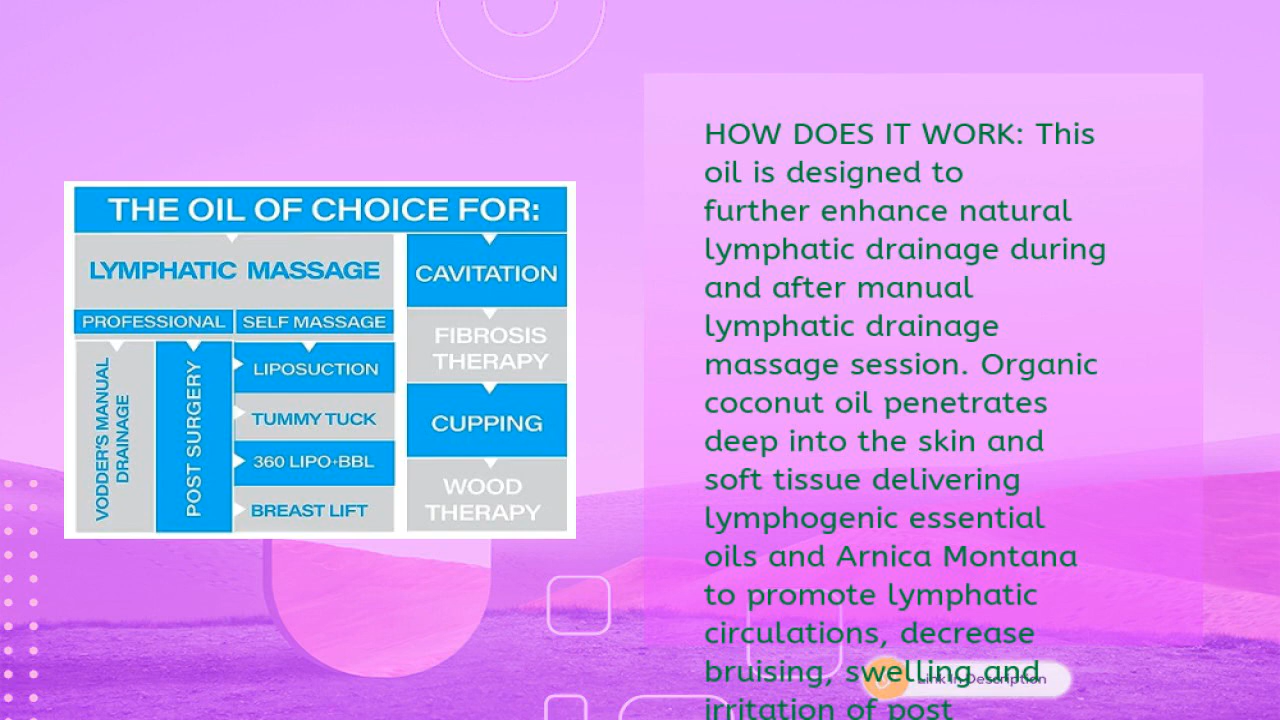 THE OIL OF CHOICE FOR:
LYMPHATIC MASSAGE
PROFESSIONAL
SELF MASSAGE
VODDER'S MANUAL
DRAINAGE
POST SURGERY
LIPOSUCTION
TUMMY TUCK
360 LIPO+BBL
BREAST LIFT
CAVITATION
FIBROSIS
THERAPY
CUPPING
WOOD
THERAPY
HOW DOES IT WORK: This
oil is designed to
further enhance natural
lymphatic drainage during
and after manual
lymphatic drainage
massage session. Organic
coconut oil penetrates
deep into the skin and
soft tissue delivering
lymphogenic essential
oils and Arnica Montana
to promote lymphatic
circulations, decrease
bruising, swelling and
irritation of post
Link In Description